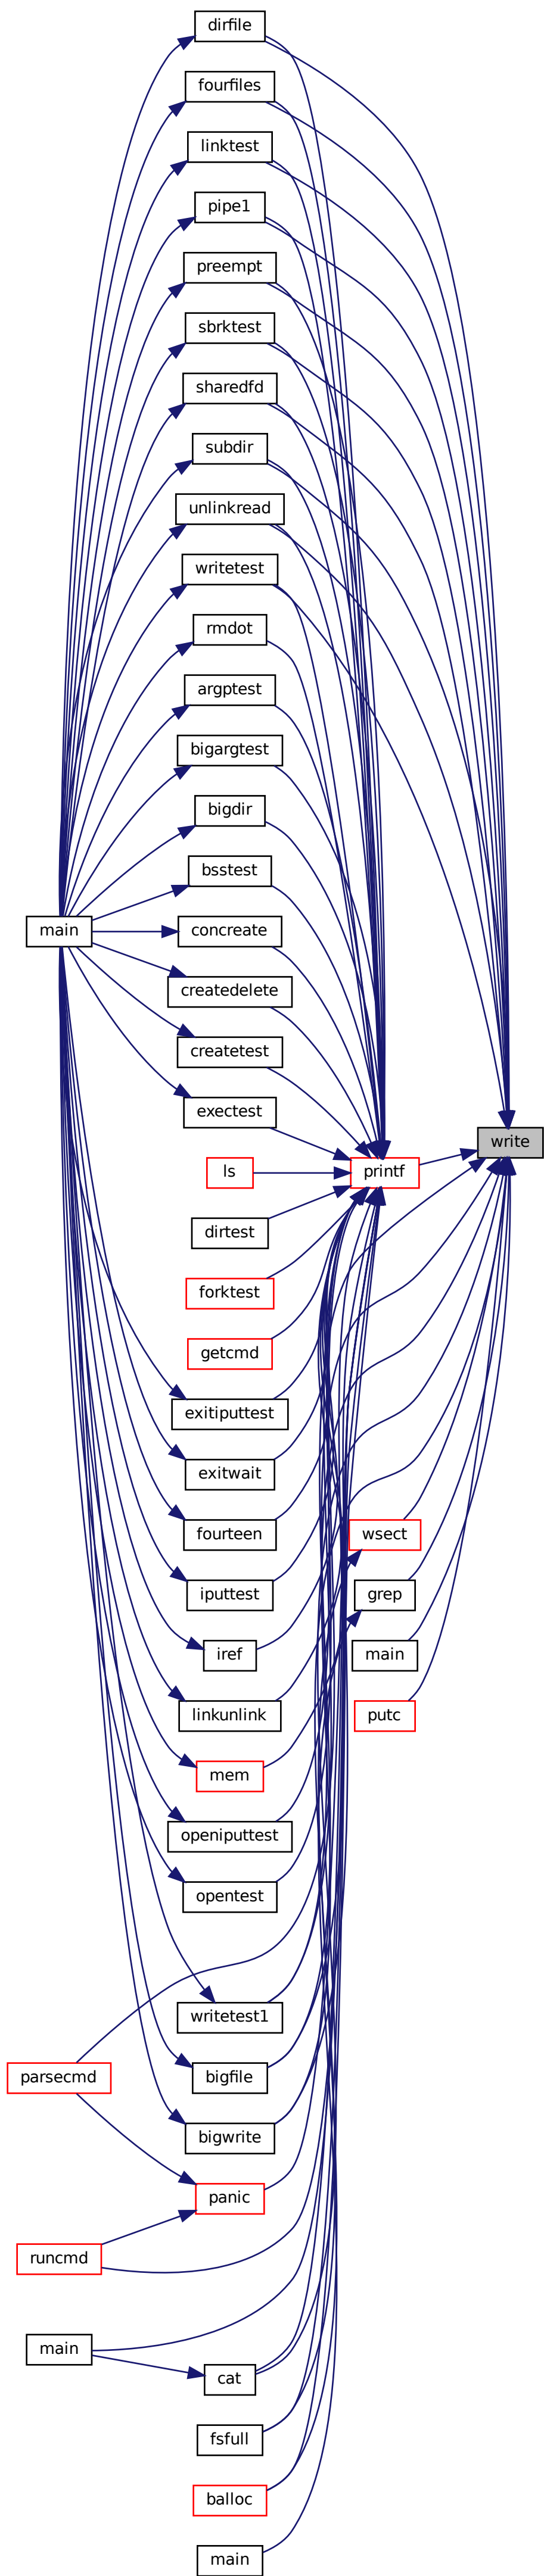 dirfile
fourfiles
linktest
pipe1
preempt
sbrktest
sharedfd
subdir
unlinkread
writetest
rmdot
argptest
bigargtest
bigdir
bsstest
main
concreate
createdelete
createtest
exectest
write
ls
printf
dirtest
forktest
getcmd
exitiputtest
exitwait
fourteen
wsect
iputtest
grep
iref
main
linkunlink
putc
mem
openiputtest
opentest
writetest1
parsecmd
bigfile
bigwrite
panic
runcmd
main
cat
fsfull
balloc
main